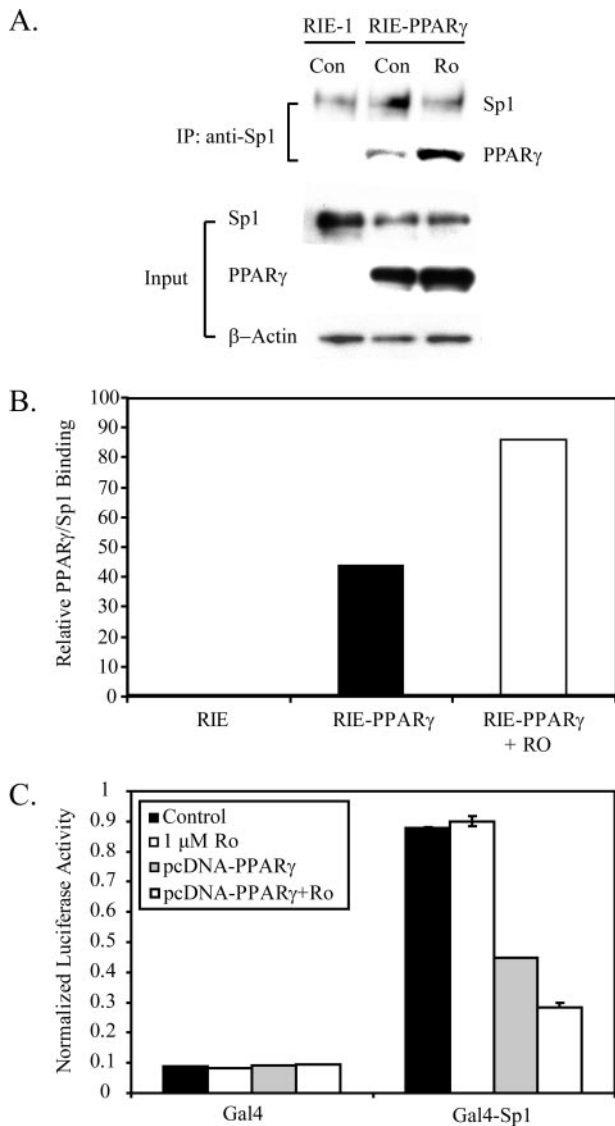 A.
RIE-1 RIE-PPARγ
Con Con Ro
Sp1
IP: anti-Sp1
PPARγ
Sp1
Input
PPARγ
β–Actin
B.
Relative PPARγ/Sp1 Binding
100
90
80
70
60
50
40
30
20
10
0
RIE RIE-PPARγ RIE-PPARγ
+ RO
C.
Normalized Luciferase Activity
1
0.9
0.8
0.7
0.6
0.5
0.4
0.3
0.2
0.1
0
Control
1 μM Ro
pcDNA-PPARγ
pcDNA-PPARγ+Ro
Gal4 Gal4-Sp1